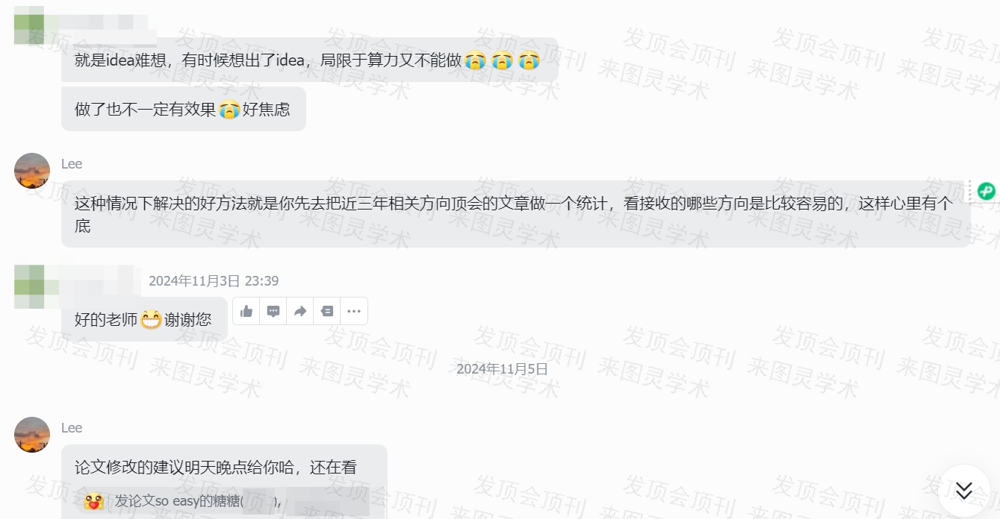 就是idea难想，有时候想出了idea，局限于算力又不能做😭😭😭
做了也不一定有效果😭好焦虑
Lee
这种情况下解决的好方法就是你先去把近三年相关方向顶会的文章做一个统计，看接收的哪些方向是比较容易的，这样心里有个
底
2024年11月3日 23:39
好的老师😁谢谢您
2024年11月5日
Lee
论文修改的建议明天晚点给你哈，还在看
发论文so easy的糖糖( ),
发顶会顶刊
来图灵学术